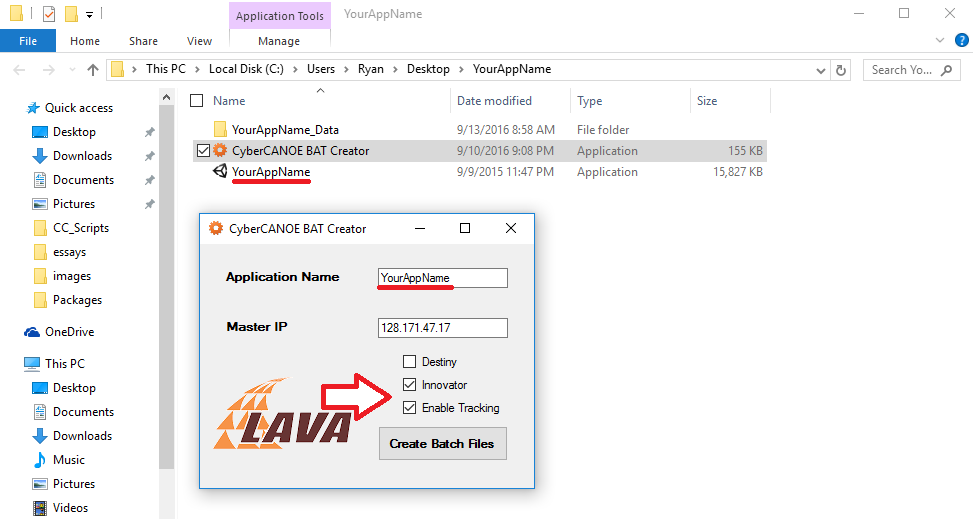 Application Tools YourAppName
File Home Share View Manage
This PC Local Disk (C:) Users Ryan Desktop YourAppName Search Yo...
Quick access
Desktop
Downloads
Documents
Pictures
CC_Scripts
essays
images
Packages
OneDrive
This PC
Desktop
Documents
Downloads
Music
Pictures
Videos
Name Date modified Type Size
YourAppName_Data 9/13/2016 8:58 AM File folder
CyberCANOE BAT Creator 9/10/2016 9:08 PM Application 155 KB
YourAppName 9/9/2015 11:47 PM Application 15,827 KB
CyberCANOE BAT Creator
Application Name YourAppName
Master IP 128.171.47.17
Destiny
Innovator
Enable Tracking
LAVA
Create Batch Files